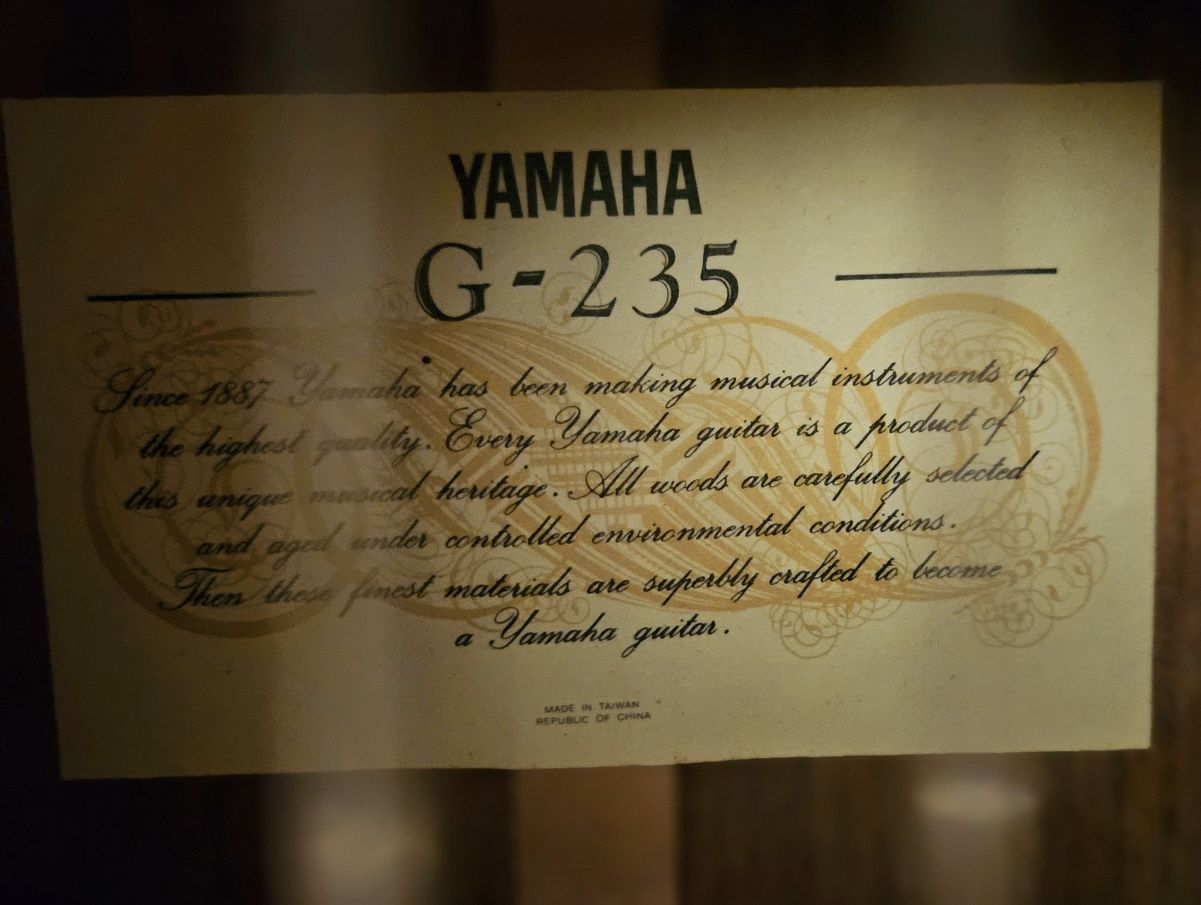 YAMAHA
G-235
Since 1887 Yamaha has been making musical instruments of
the highest quality. Every Yamaha guitar is a product of
this unique musical heritage. All woods are carefully selected
and aged under controlled environmental conditions.
Then these finest materials are superbly crafted to become
a Yamaha guitar.
MADE IN TAIWAN
REPUBLIC OF CHINA